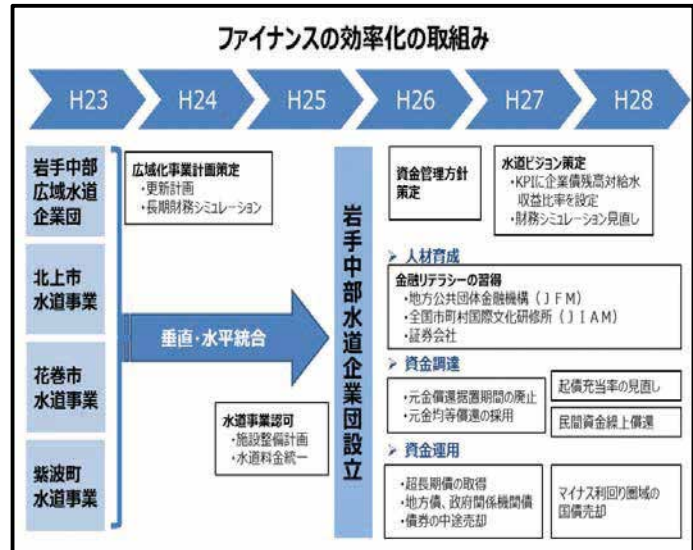 ファイナンスの効率化の取組み
H23
H24
H25
H26
H27
H28
岩手中部
広域水道
企業団
北上市
水道事業
花巻市
水道事業
紫波町
水道事業
広域化事業計画策定
・更新計画
・長期財務シミュレーション
垂直・水平統合
水道事業認可
・施設整備計画
・水道料金統一
岩手中部水道企業団設立
資金管理方針
策定
水道ビジョン策定
・KPIに企業債残高対給水
収益比率を設定
・財務シミュレーション見直し
➤ 人材育成
金融リテラシーの習得
・地方公共団体金融機構（ＪＦＭ）
・全国市町村国際文化研修所（ＪＩＡＭ）
・証券会社
➤ 資金調達
・元金償還据置期間の廃止
・元金均等償還の採用
起債充当率の見直し
民間資金繰上償還
➤ 資金運用
・超長期債の取得
・地方債、政府関係機関債
・債券の中途売却
マイナス利回り圏域の
国債売却